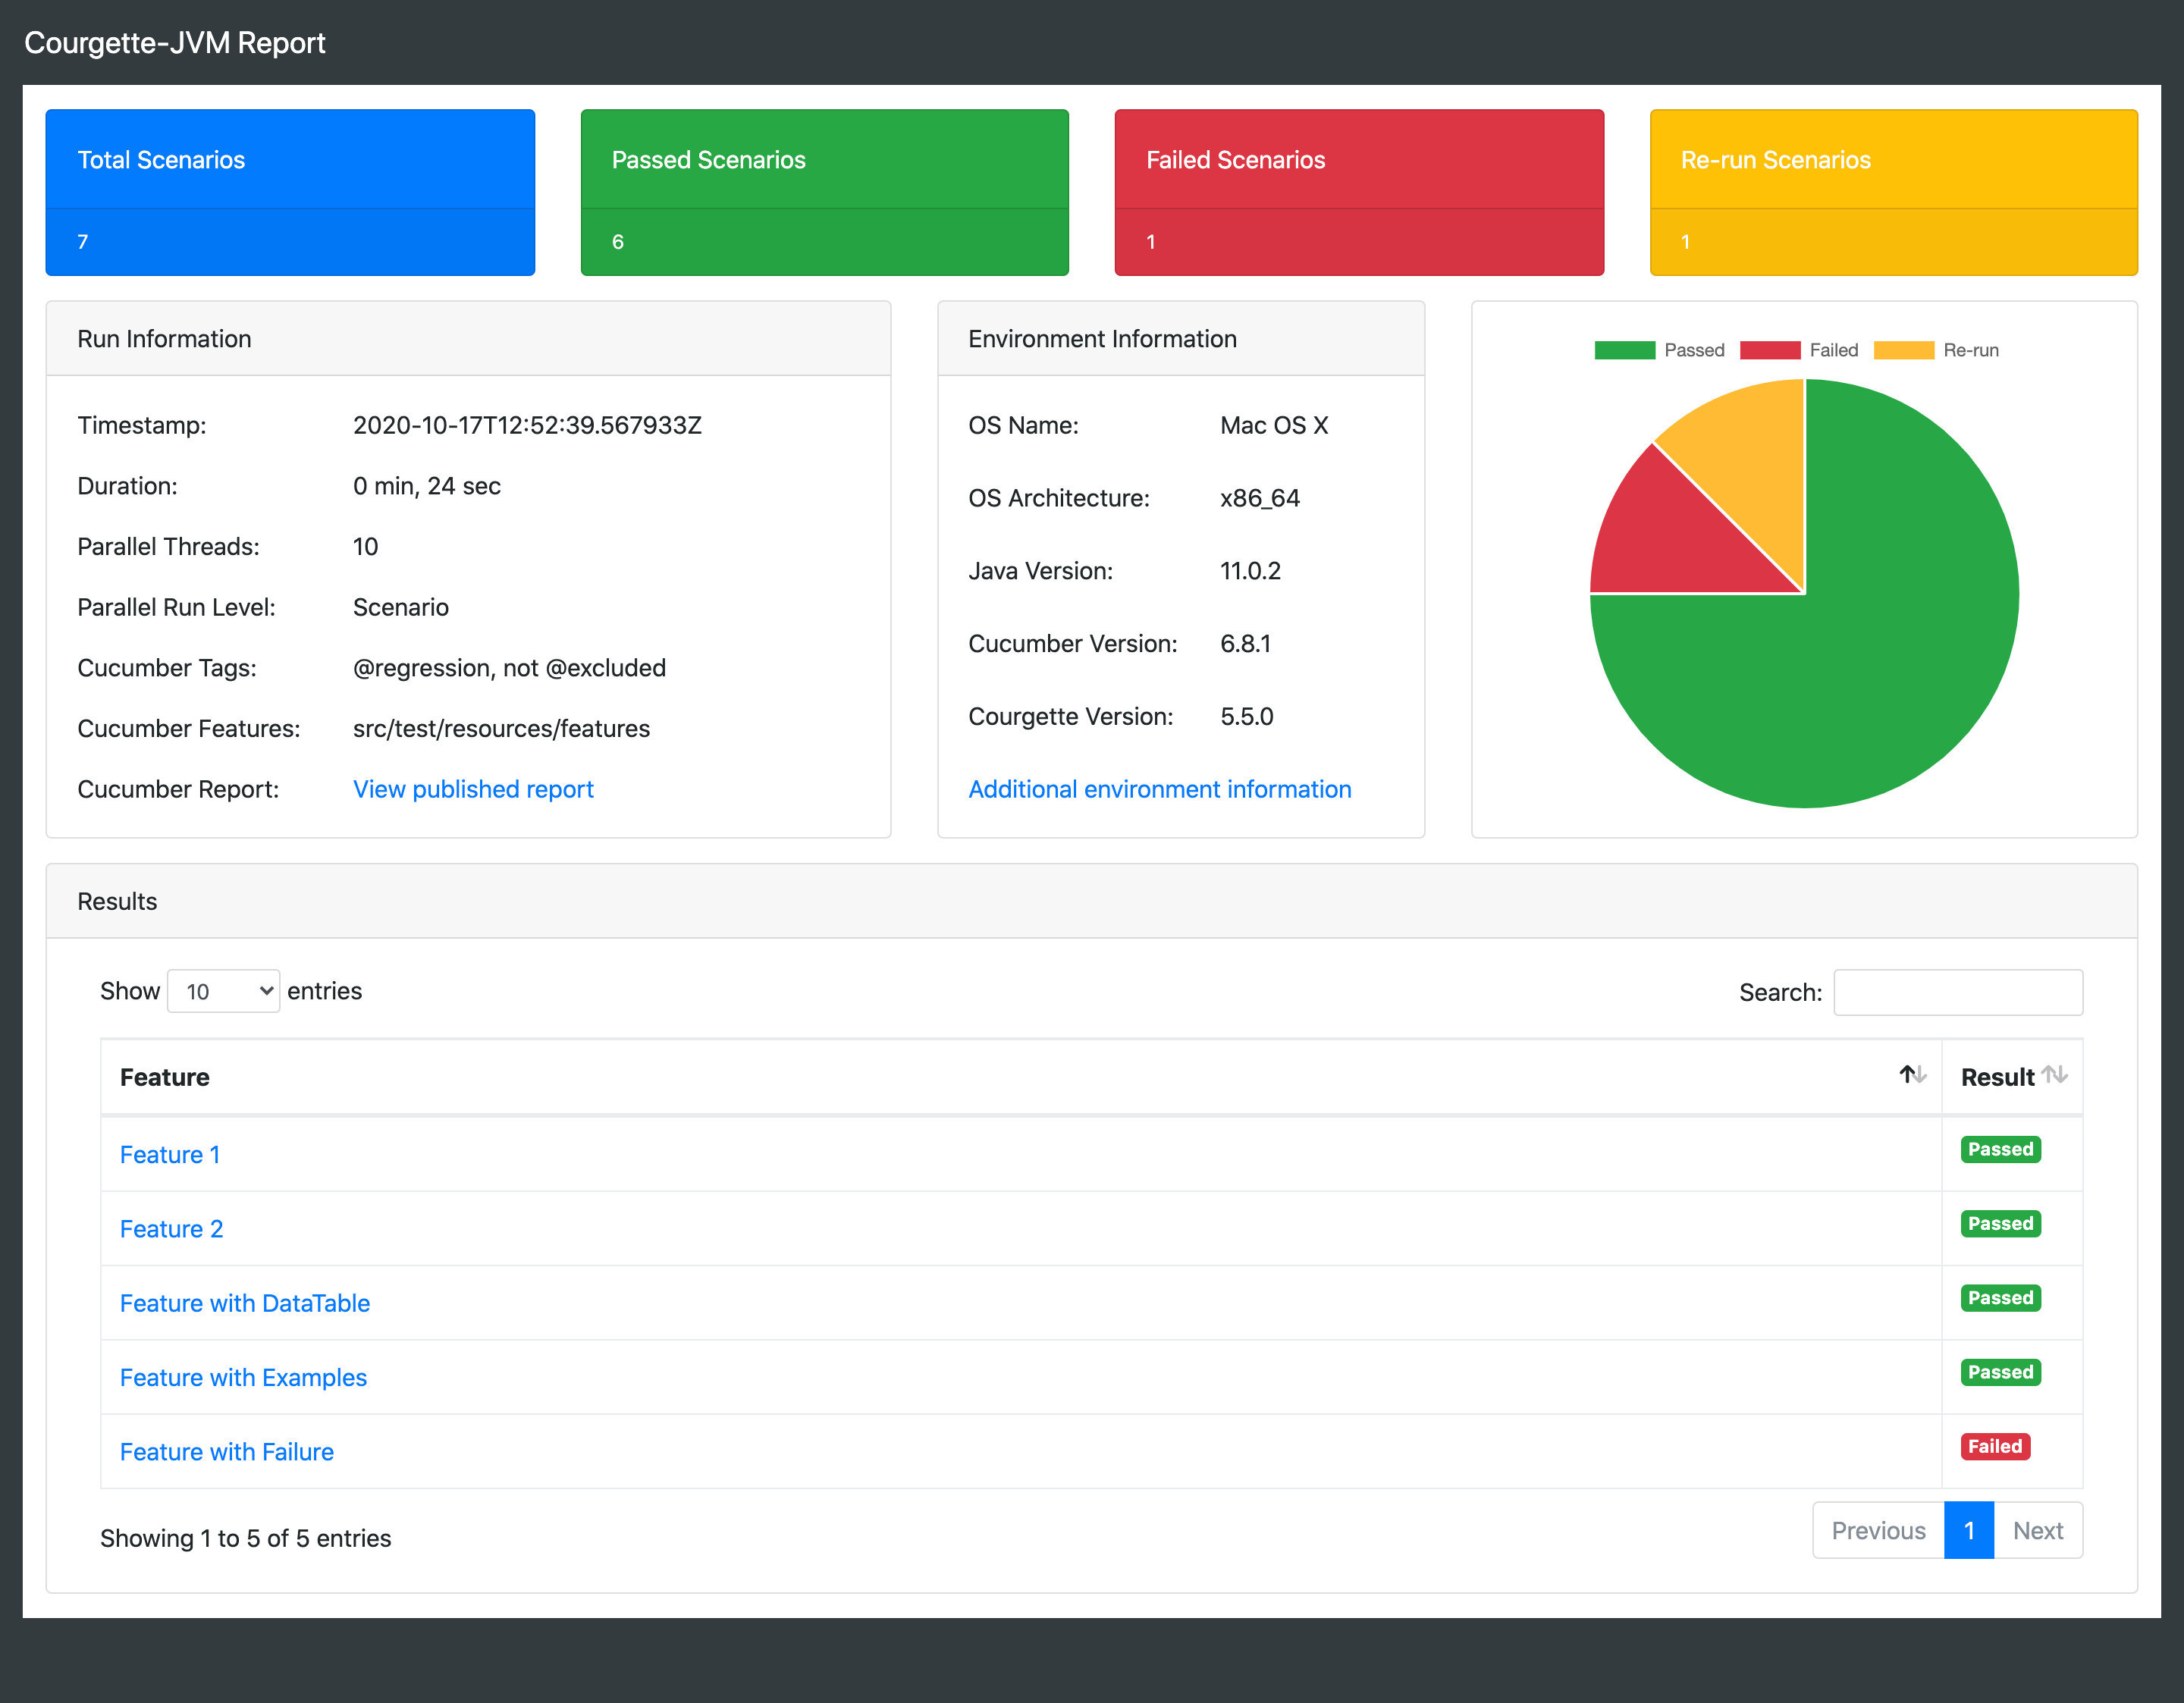 Courgette-JVM Report
Total Scenarios
7
Passed Scenarios
6
Failed Scenarios
1
Re-run Scenarios
1
Run Information
Timestamp: 2020-10-17T12:52:39.567933Z
Duration: 0 min, 24 sec
Parallel Threads: 10
Parallel Run Level: Scenario
Cucumber Tags: @regression, not @excluded
Cucumber Features: src/test/resources/features
Cucumber Report: View published report
Environment Information
OS Name: Mac OS X
OS Architecture: x86_64
Java Version: 11.0.2
Cucumber Version: 6.8.1
Courgette Version: 5.5.0
Additional environment information
Passed Failed Re-run
Results
Show 10 entries
Search:
Feature Result
Feature 1 Passed
Feature 2 Passed
Feature with DataTable Passed
Feature with Examples Passed
Feature with Failure Failed
Showing 1 to 5 of 5 entries
Previous 1 Next